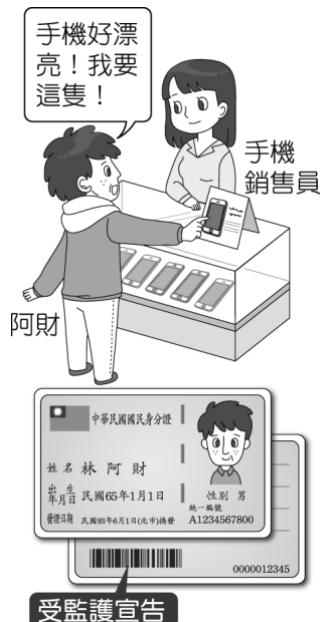 手機好漂
亮！我要
這隻！
手機
銷售員
阿財
中華民國國民身分證
姓名 林阿財
出生
年月日 民國65年1月1日
性別 男
發證日期 民國93年6月1日(北市)換發
統一編號
A1234567800
0000012345
受監護宣告